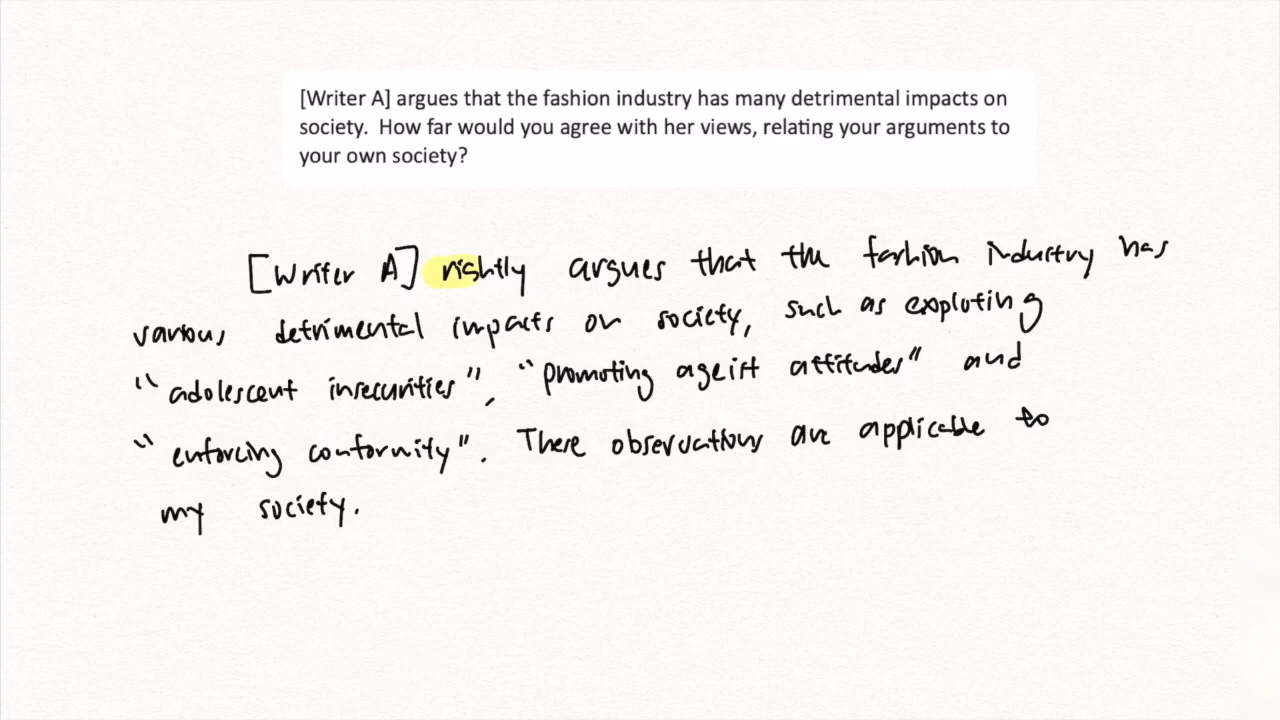 [Writer A] argues that the fashion industry has many detrimental impacts on
society. How far would you agree with her views, relating your arguments to
your own society?
[Writer A] rightly argues that the fashion industry has
various detrimental impacts on society, such as exploiting
"adolescent insecurities", "promoting ageist attitudes" and
"enforcing conformity". These observations are applicable to
my society.